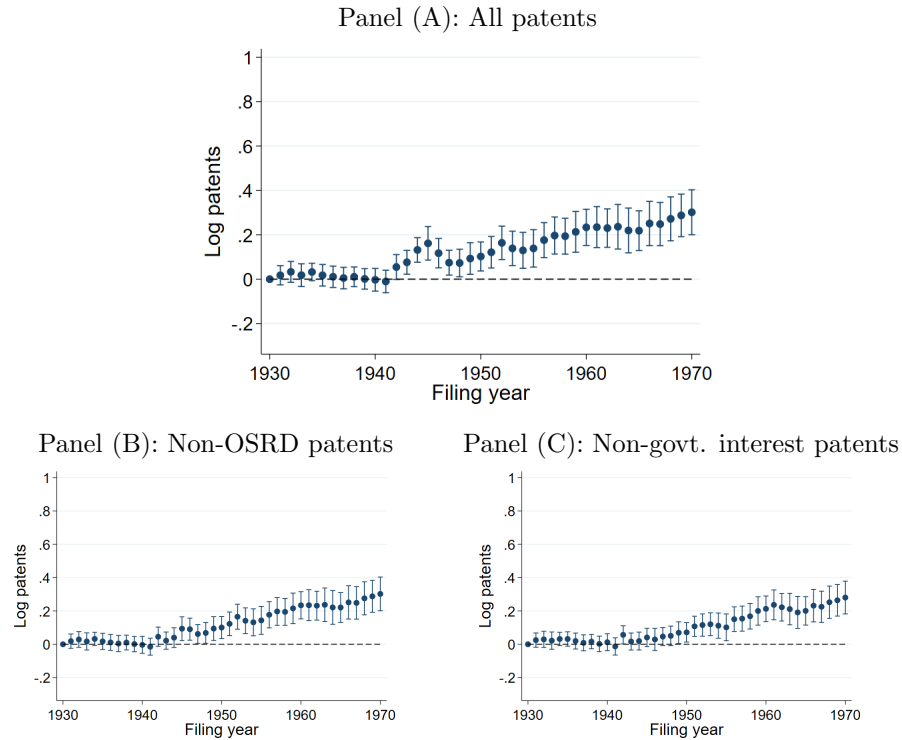 Panel (A): All patents
1
.8
.6
.4
.2
0
-.2
Log patents
1930 1940 1950 1960 1970
Filing year
Panel (B): Non-OSRD patents
1
.8
.6
.4
.2
0
-.2
Log patents
1930 1940 1950 1960 1970
Filing year
Panel (C): Non-govt. interest patents
1
.8
.6
.4
.2
0
-.2
Log patents
1930 1940 1950 1960 1970
Filing year